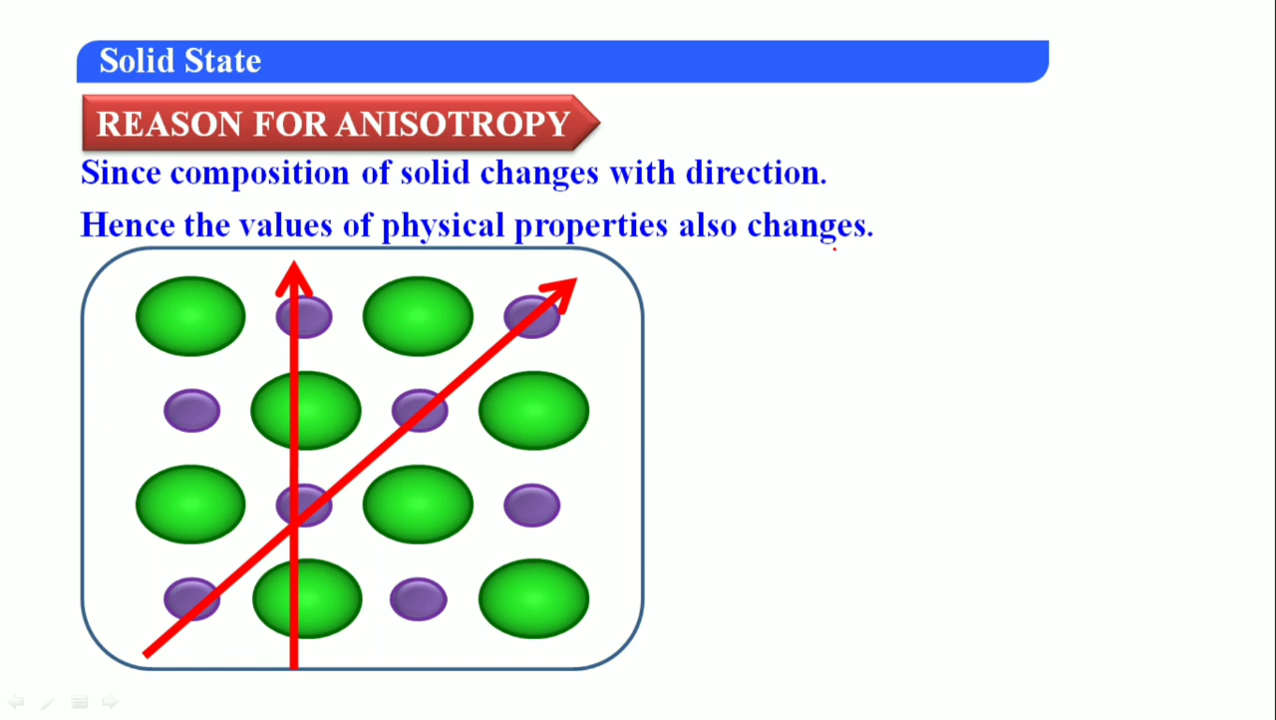 Solid State
REASON FOR ANISOTROPY
Since composition of solid changes with direction.
Hence the values of physical properties also changes.